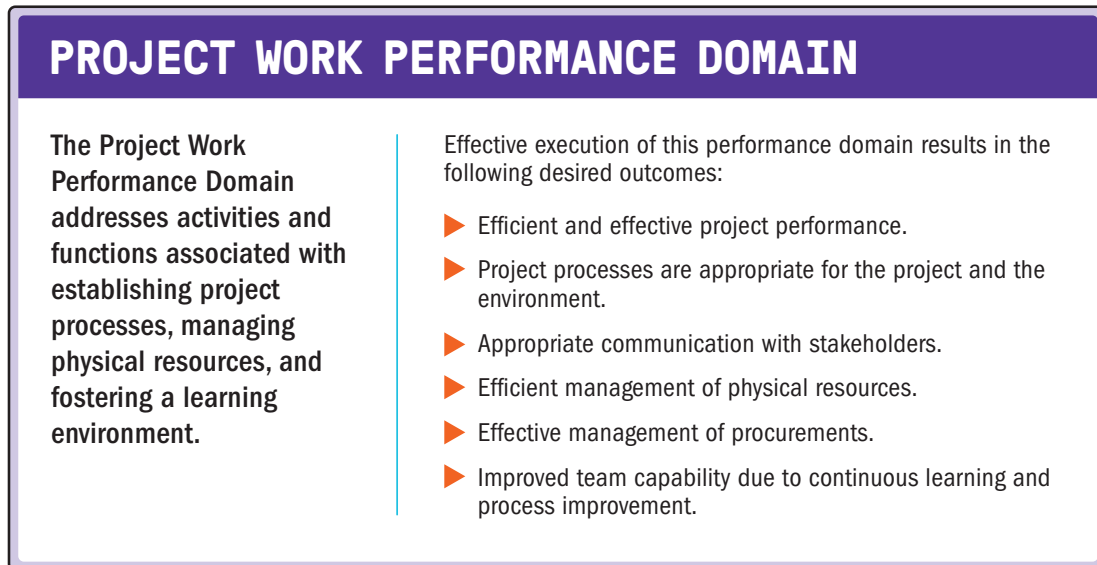 PROJECT WORK PERFORMANCE DOMAIN
The Project Work
Performance Domain
addresses activities and
functions associated with
establishing project
processes, managing
physical resources, and
fostering a learning
environment.
Effective execution of this performance domain results in the
following desired outcomes:
Efficient and effective project performance.
Project processes are appropriate for the project and the
environment.
Appropriate communication with stakeholders.
Efficient management of physical resources.
Effective management of procurements.
Improved team capability due to continuous learning and
process improvement.